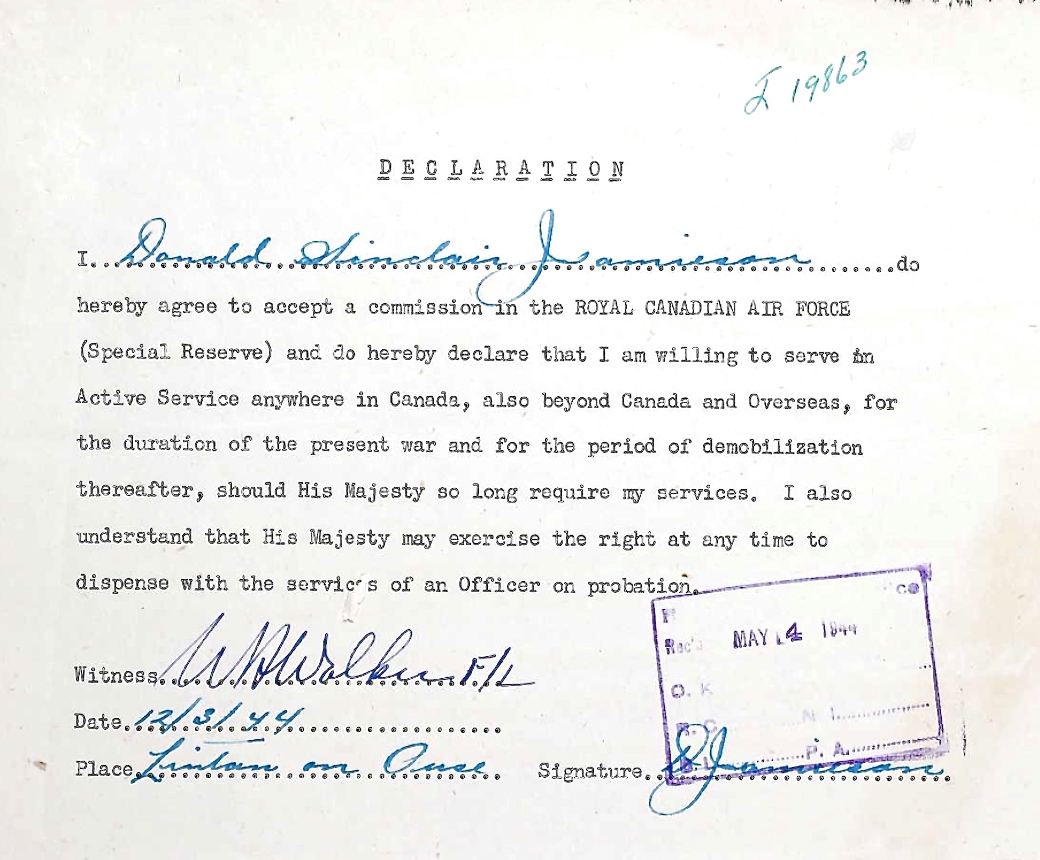 J 19863
DECLARATION
I..Donald Sinclair Jamieson..........do
hereby agree to accept a commission in the ROYAL CANADIAN AIR FORCE
(Special Reserve) and do hereby declare that I am willing to serve in
Active Service anywhere in Canada, also beyond Canada and Overseas, for
the duration of the present war and for the period of demobilization
thereafter, should His Majesty so long require my services. I also
understand that His Majesty may exercise the right at any time to
dispense with the services of an Officer on probation.
Rec'd MAY 4 1944
O. K
N I
P. A.
Witness W H Walker F/L
Date 12/3/44
Place Linton on Ouse Signature D Jamieson